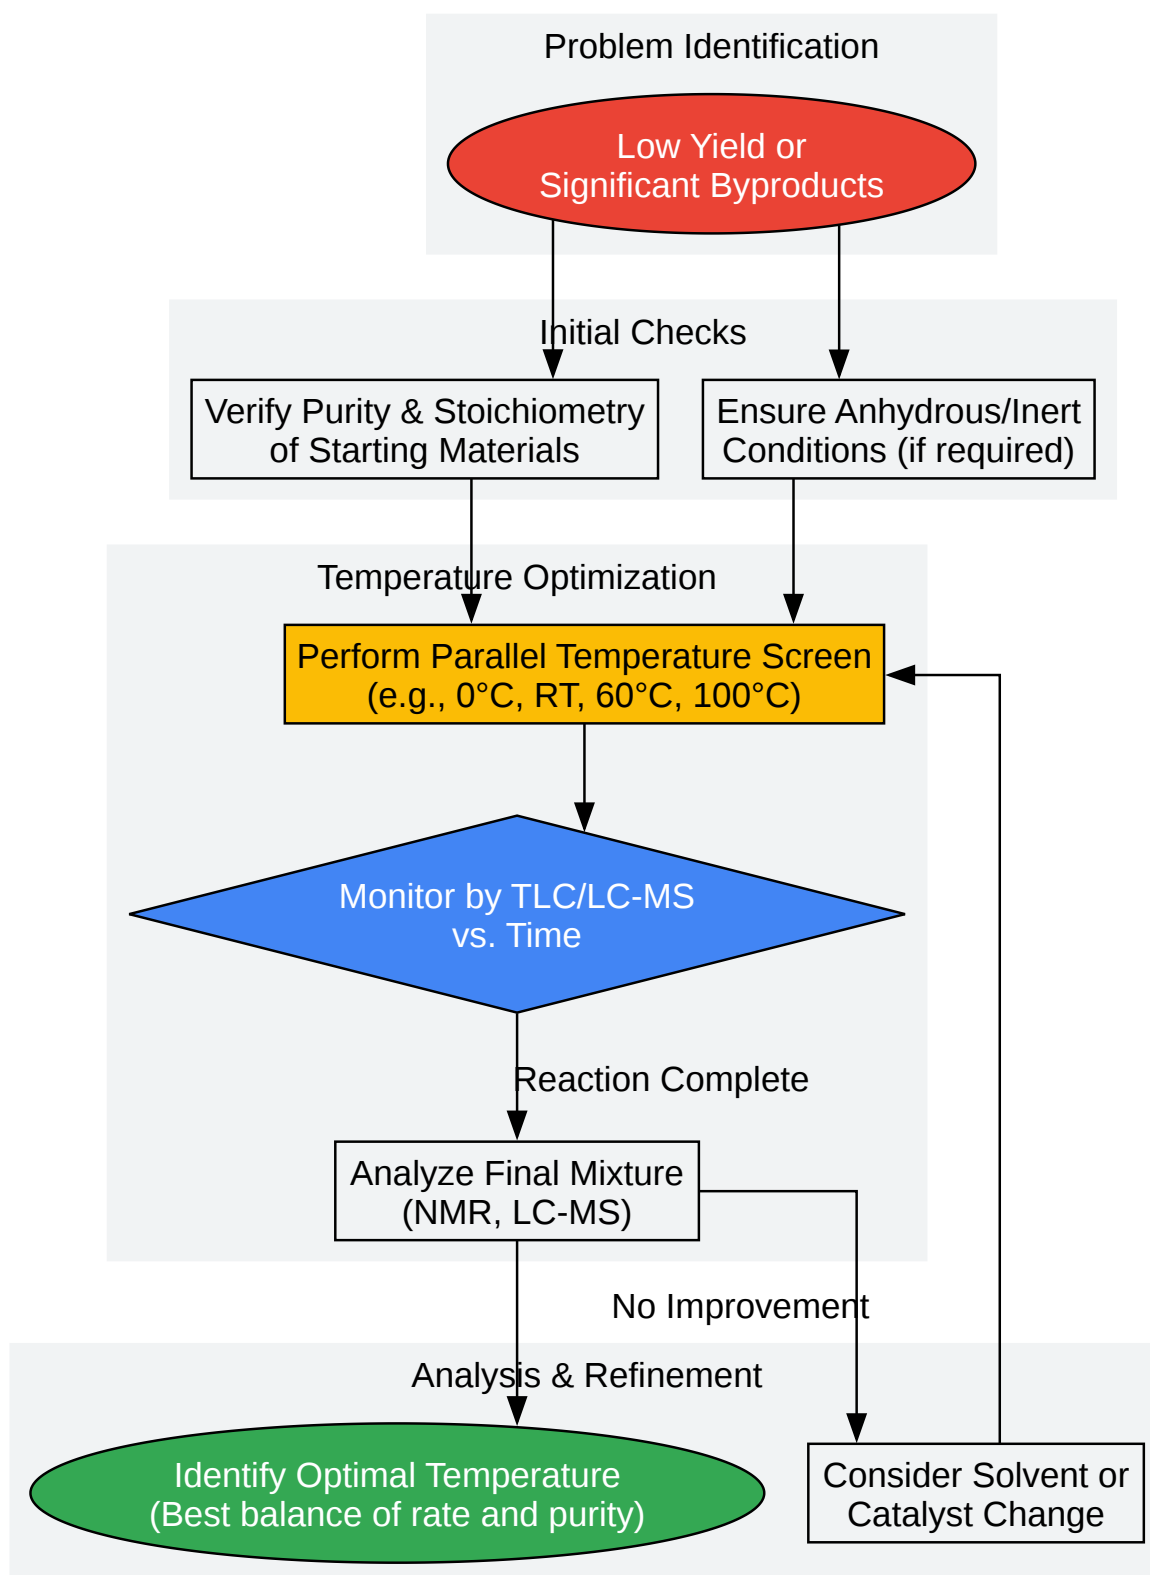 Problem Identification
Low Yield or
Significant Byproducts
Initial Checks
Verify Purity & Stoichiometry
of Starting Materials
Ensure Anhydrous/Inert
Conditions (if required)
Temperature Optimization
Perform Parallel Temperature Screen
(e.g., 0°C, RT, 60°C, 100°C)
Monitor by TLC/LC-MS
vs. Time
Reaction Complete
Analyze Final Mixture
(NMR, LC-MS)
No Improvement
Analysis & Refinement
Identify Optimal Temperature
(Best balance of rate and purity)
Consider Solvent or
Catalyst Change